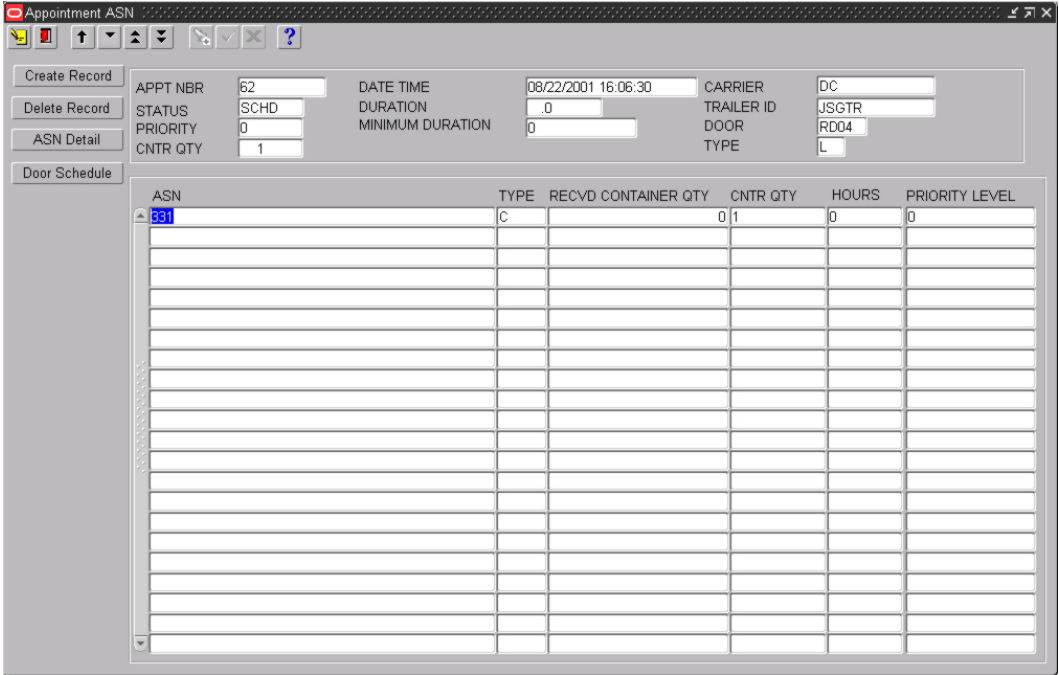 Appointment ASN
?
Create Record
Delete Record
ASN Detail
Door Schedule
APPT NBR 62 DATE TIME 08/22/2001 16:06:30 CARRIER DC
STATUS SCHD DURATION .0 TRAILER ID JSGTR
PRIORITY 0 MINIMUM DURATION 0 DOOR RD04
CNTR QTY 1 TYPE L
ASN TYPE RECVD CONTAINER QTY CNTR QTY HOURS PRIORITY LEVEL
331 C 0 1 0 0